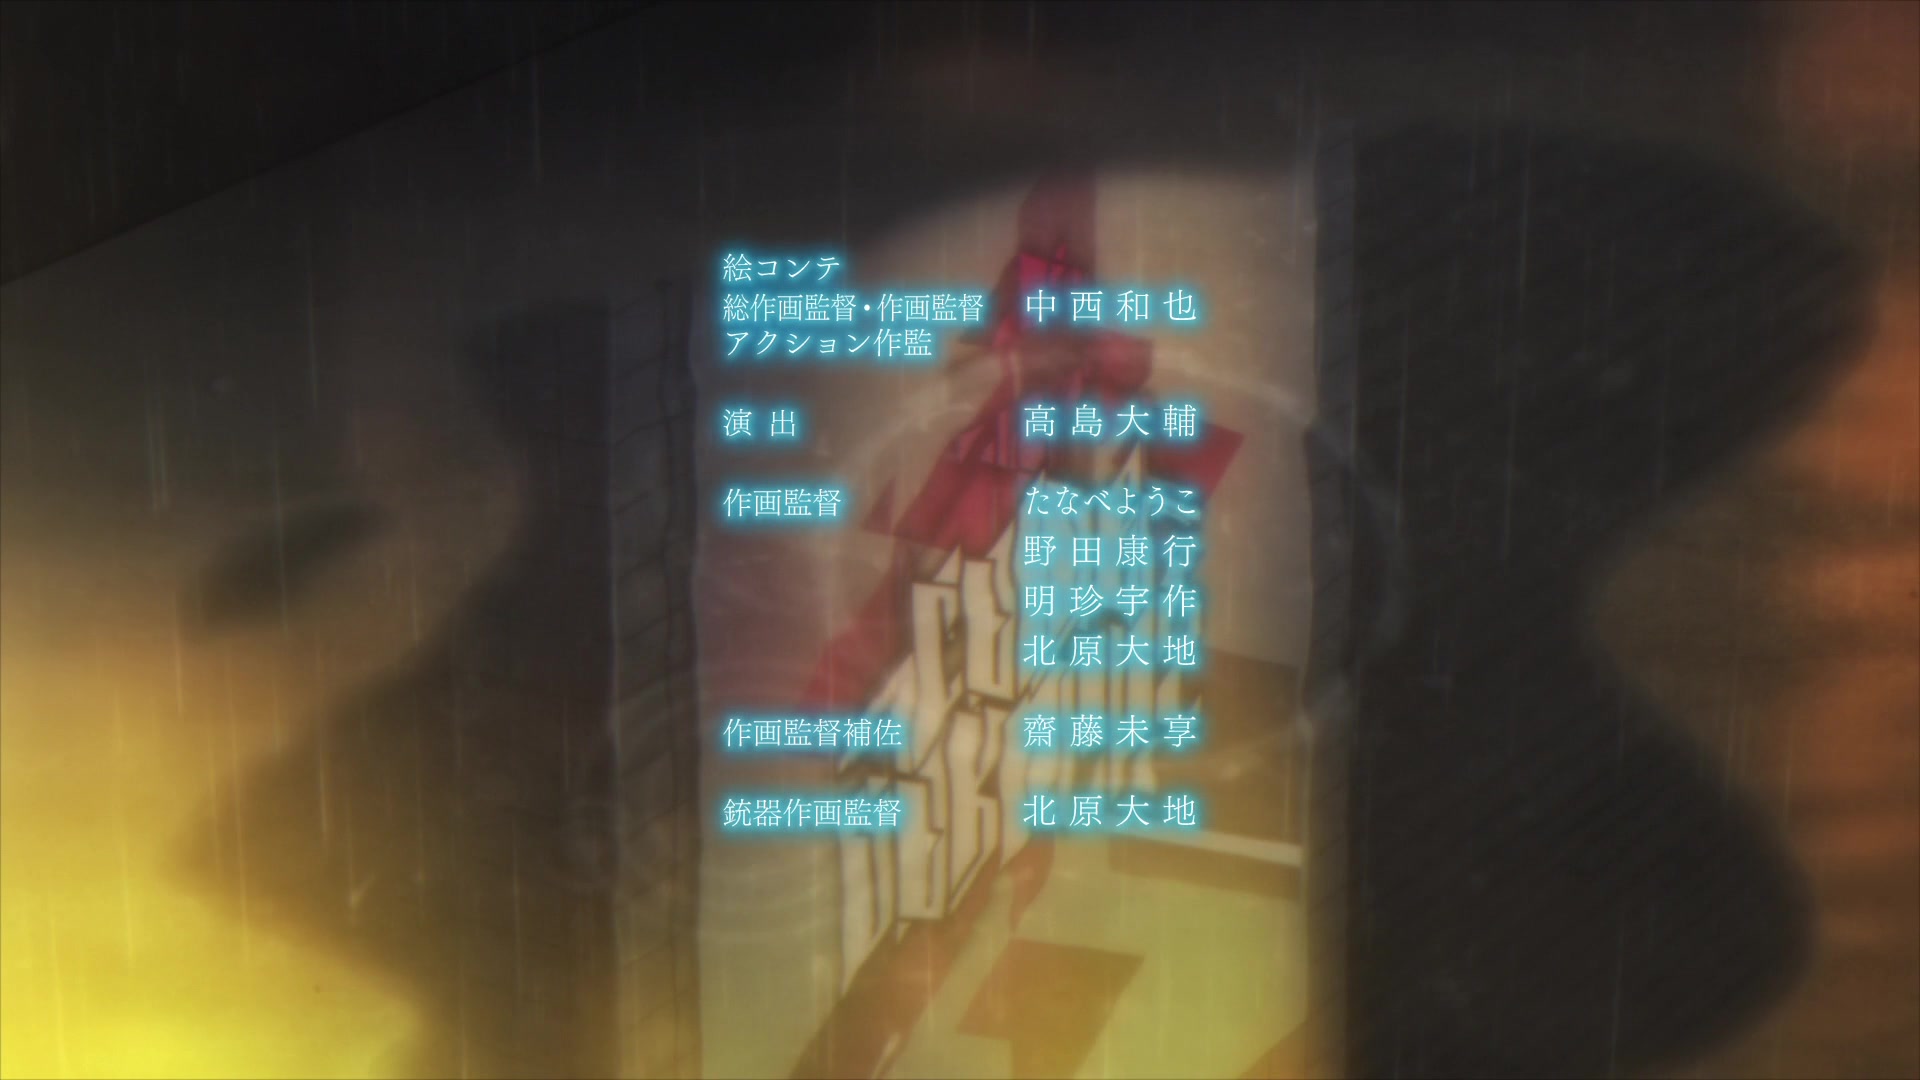 絵コンテ
総作画監督・作画監督 中西和也
アクション作監
演出 高島大輔
作画監督 たなべようこ
野田康行
明珍宇作
北原大地
作画監督補佐 齋藤未享
銃器作画監督 北原大地